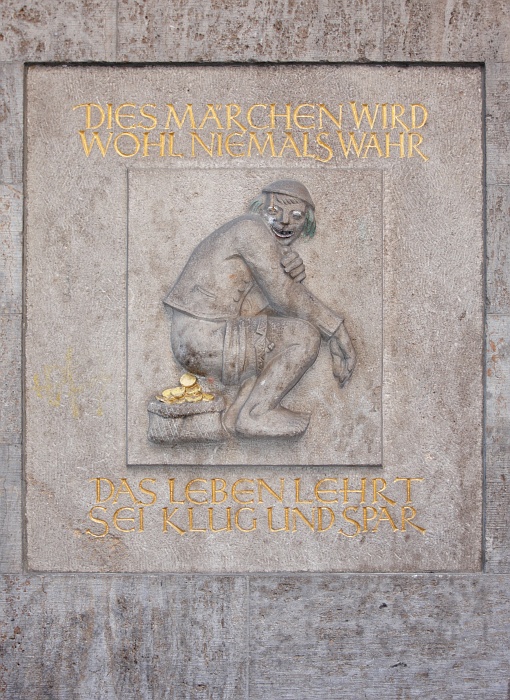 DIES MÄRCHEN WIRD
WOHL NIEMALS WAHR
DAS LEBEN LEHRT
SEI KLUG UND SPAR